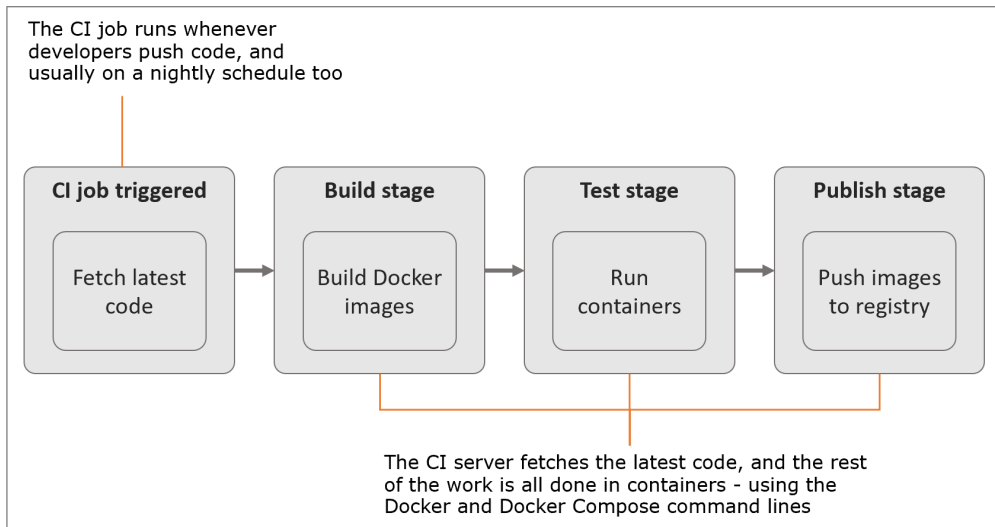 The CI job runs whenever
developers push code, and
usually on a nightly schedule too
CI job triggered
Fetch latest
code
Build stage
Build Docker
images
Test stage
Run
containers
Publish stage
Push images
to registry
The CI server fetches the latest code, and the rest
of the work is all done in containers - using the
Docker and Docker Compose command lines